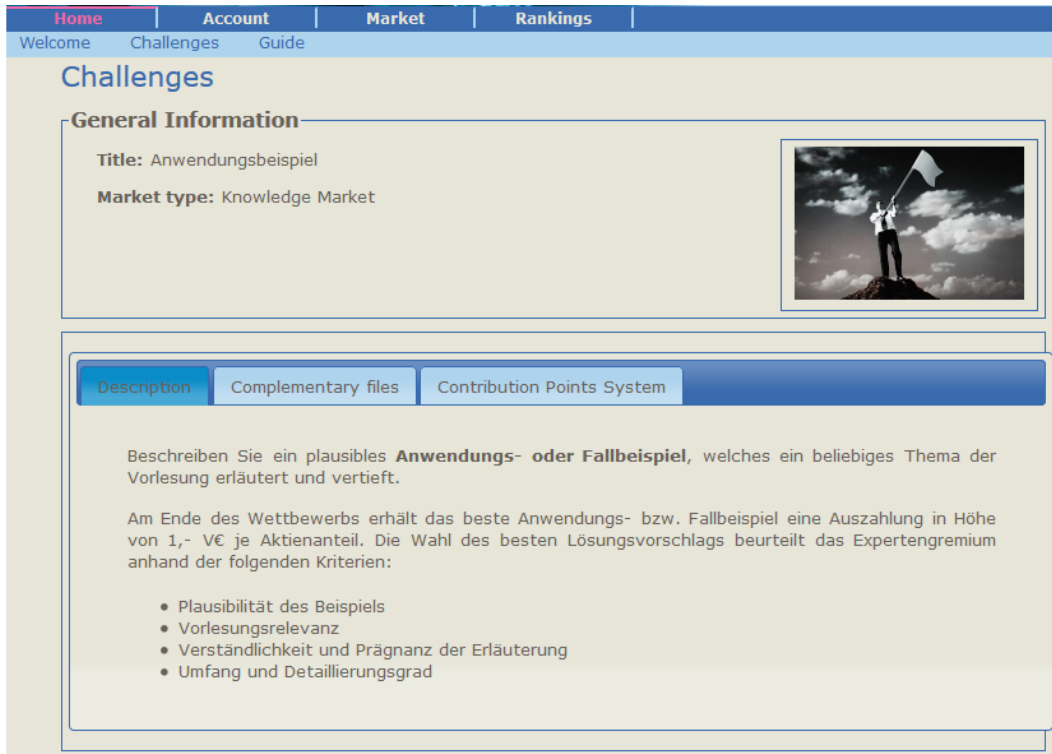 Home Account Market Rankings
Welcome Challenges Guide
Challenges
General Information
Title: Anwendungsbeispiel
Market type: Knowledge Market
Description Complementary files Contribution Points System
Beschreiben Sie ein plausibles Anwendungs- oder Fallbeispiel, welches ein beliebiges Thema der
Vorlesung erläutert und vertieft.
Am Ende des Wettbewerbs erhält das beste Anwendungs- bzw. Fallbeispiel eine Auszahlung in Höhe
von 1,- V€ je Aktienanteil. Die Wahl des besten Lösungsvorschlags beurteilt das Expertengremium
anhand der folgenden Kriterien:
• Plausibilität des Beispiels
• Vorlesungsrelevanz
• Verständlichkeit und Prägnanz der Erläuterung
• Umfang und Detaillierungsgrad